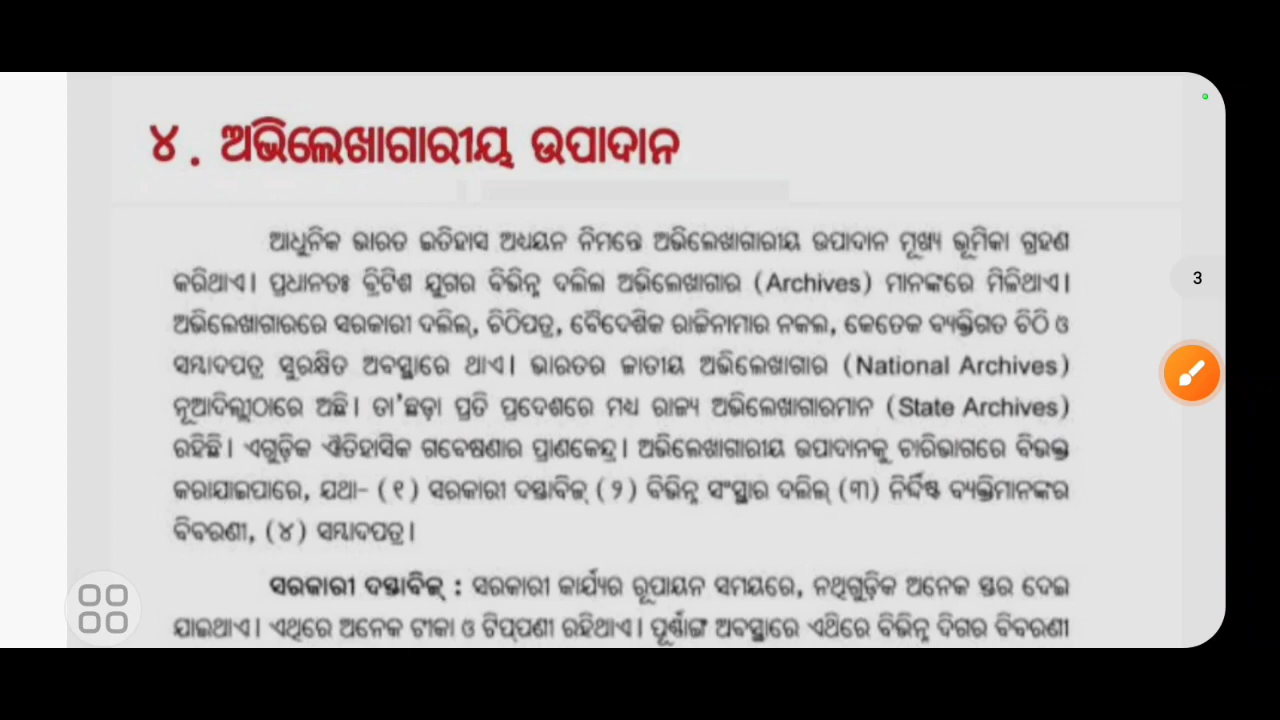 ୪. ଅଭିଲେଖାଗାରୀୟ ଉପାଦାନ
ଆଧୁନିକ ଭାରତ ଇତିହାସ ଅଧ୍ୟୟନ ନିମନ୍ତେ ଅଭିଲେଖାଗାରୀୟ ଉପାଦାନ ମୂଖ୍ୟ ଭୂମିକା ଗ୍ରହଣ
କରିଥାଏ। ପ୍ରଧାନତଃ ବ୍ରିଟିଶ ଯୁଗର ବିଭିନ୍ନ ଦଲିଲ ଅଭିଲେଖାଗାର (Archives) ମାନଙ୍କରେ ମିଳିଥାଏ।
3
ଅଭିଲେଖାଗାରରେ ସରକାରୀ ଦଲିଲ୍, ଚିଠିପତ୍ର, ବୈଦେଶିକ ରାଜିନାମାର ନକଲ, କେତେକ ବ୍ୟକ୍ତିଗତ ଚିଠି ଓ
ସମ୍ବାଦପତ୍ର ସୁରକ୍ଷିତ ଅବସ୍ଥାରେ ଥାଏ। ଭାରତର ଜାତୀୟ ଅଭିଲେଖାଗାର (National Archives)
ନୂଆଦିଲ୍ଲୀଠାରେ ଅଛି। ତା'ଛଡ଼ା ପ୍ରତି ପ୍ରଦେଶରେ ମଧ୍ୟ ରାଜ୍ୟ ଅଭିଲେଖାଗାରମାନ (State Archives)
ରହିଛି। ଏଗୁଡ଼ିକ ଐତିହାସିକ ଗବେଷଣାର ପ୍ରାଣକେନ୍ଦ୍ର। ଅଭିଲେଖାଗାରୀୟ ଉପାଦାନକୁ ଚାରିଭାଗରେ ବିଭକ୍ତ
କରାଯାଇପାରେ, ଯଥା- (୧) ସରକାରୀ ଦସ୍ତାବିଜ୍ (୨) ବିଭିନ୍ନ ସଂସ୍ଥାର ଦଲିଲ୍ (୩) ନିର୍ଦ୍ଦିଷ୍ଟ ବ୍ୟକ୍ତିମାନଙ୍କର
ବିବରଣୀ, (୪) ସମ୍ବାଦପତ୍ର।
ସରକାରୀ ଦସ୍ତାବିଜ୍ : ସରକାରୀ କାର୍ଯ୍ୟର ରୂପାୟନ ସମୟରେ, ନଥିଗୁଡ଼ିକ ଅନେକ ସ୍ତର ଦେଇ
ଯାଇଥାଏ। ଏଥିରେ ଅନେକ ଟୀକା ଓ ଟିପ୍‌ପଣୀ ରହିଥାଏ। ପୂର୍ଣ୍ଣାଙ୍ଗ ଅବସ୍ଥାରେ ଏଥିରେ ବିଭିନ୍ନ ଦିଗର ବିବରଣୀ